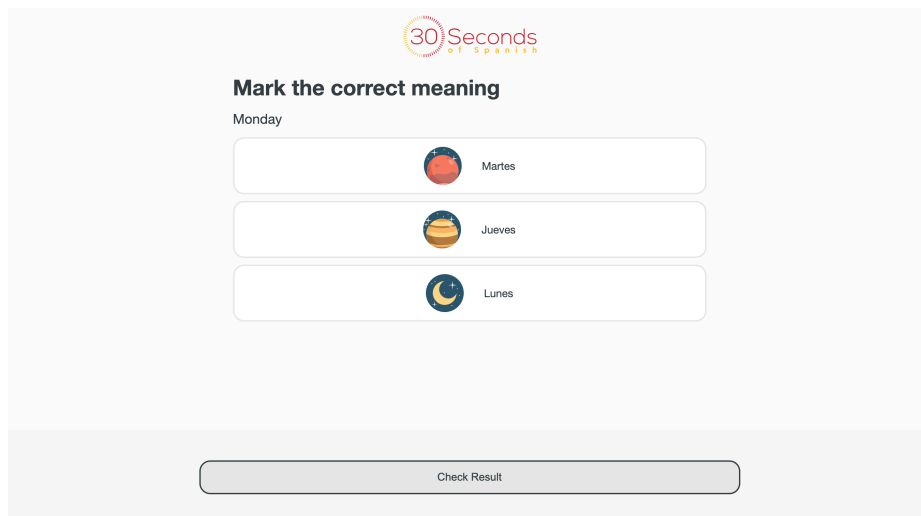 30 Seconds
of Spanish
Mark the correct meaning
Monday
Martes
Jueves
Lunes
Check Result